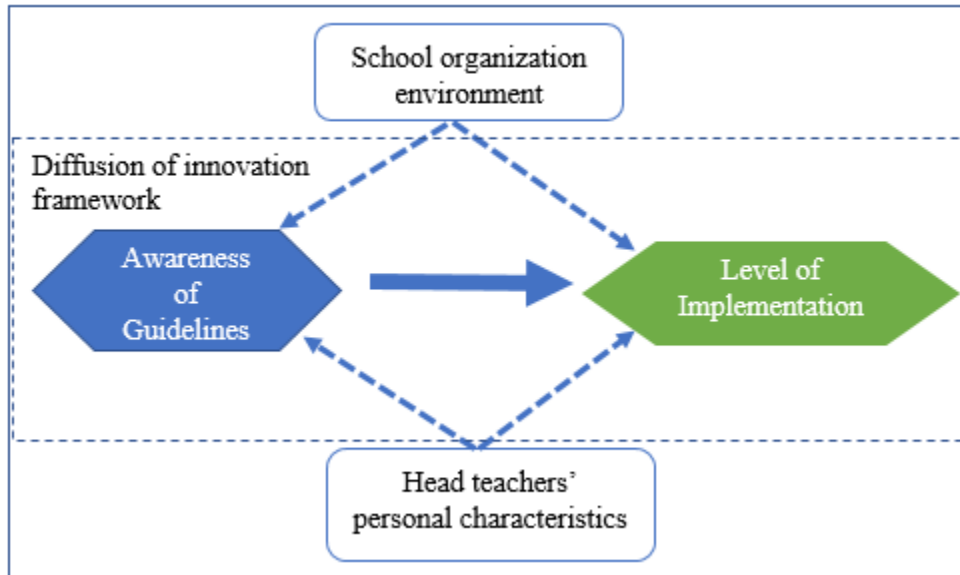 School organization
environment
Diffusion of innovation
framework
Awareness
of
Guidelines
Level of
Implementation
Head teachers’
personal characteristics